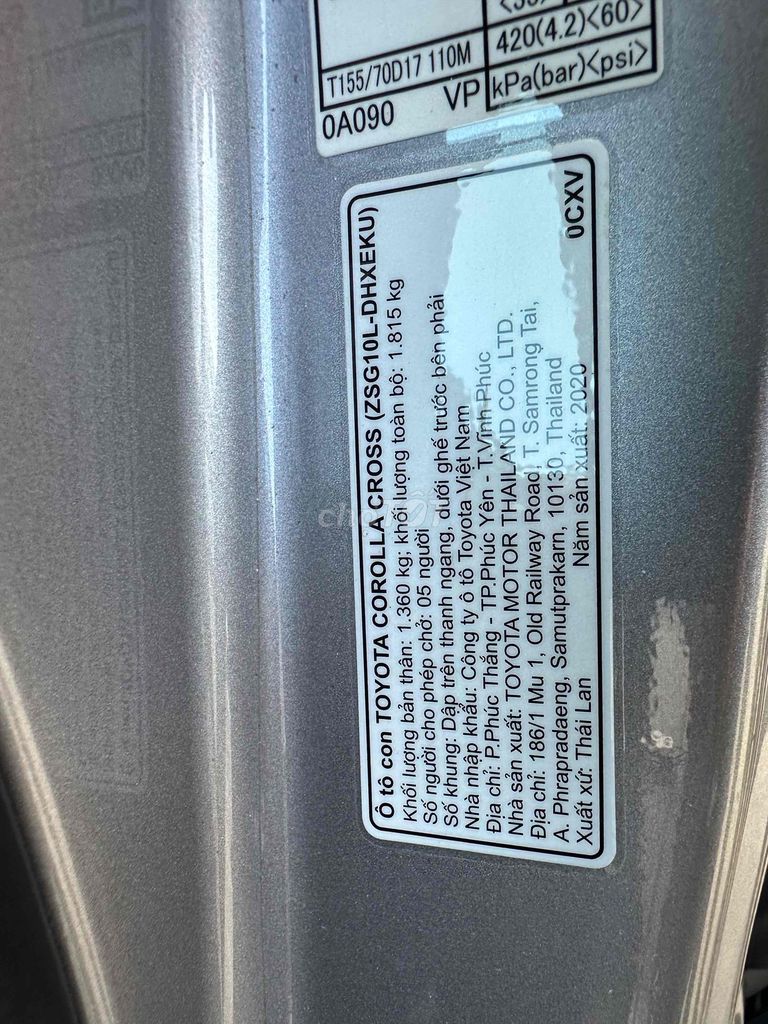 T155/70D17 110M
420(4.2)<60>
0A090
VP
kPa(bar)<psi>
Ô tô con TOYOTA COROLLA CROSS (ZSG10L-DHXEKU)
Khối lượng bản thân: 1.360 kg; khối lượng toàn bộ: 1.815 kg
Số người cho phép chở: 05 người
Số khung: Dập trên thanh ngang, dưới ghế trước bên phải
Nhà nhập khẩu: Công ty ô tô Toyota Việt Nam
Địa chỉ: P.Phúc Thắng - TP.Phúc Yên - T.Vĩnh Phúc
Nhà sản xuất: TOYOTA MOTOR THAILAND CO., LTD.
Địa chỉ: 186/1 Mu 1, Old Railway Road, T. Samrong Tai,
A. Phrapradaeng, Samutprakarn, 10130, Thailand
Xuất xứ: Thái Lan Năm sản xuất: 2020 0CXV
chợTỐT